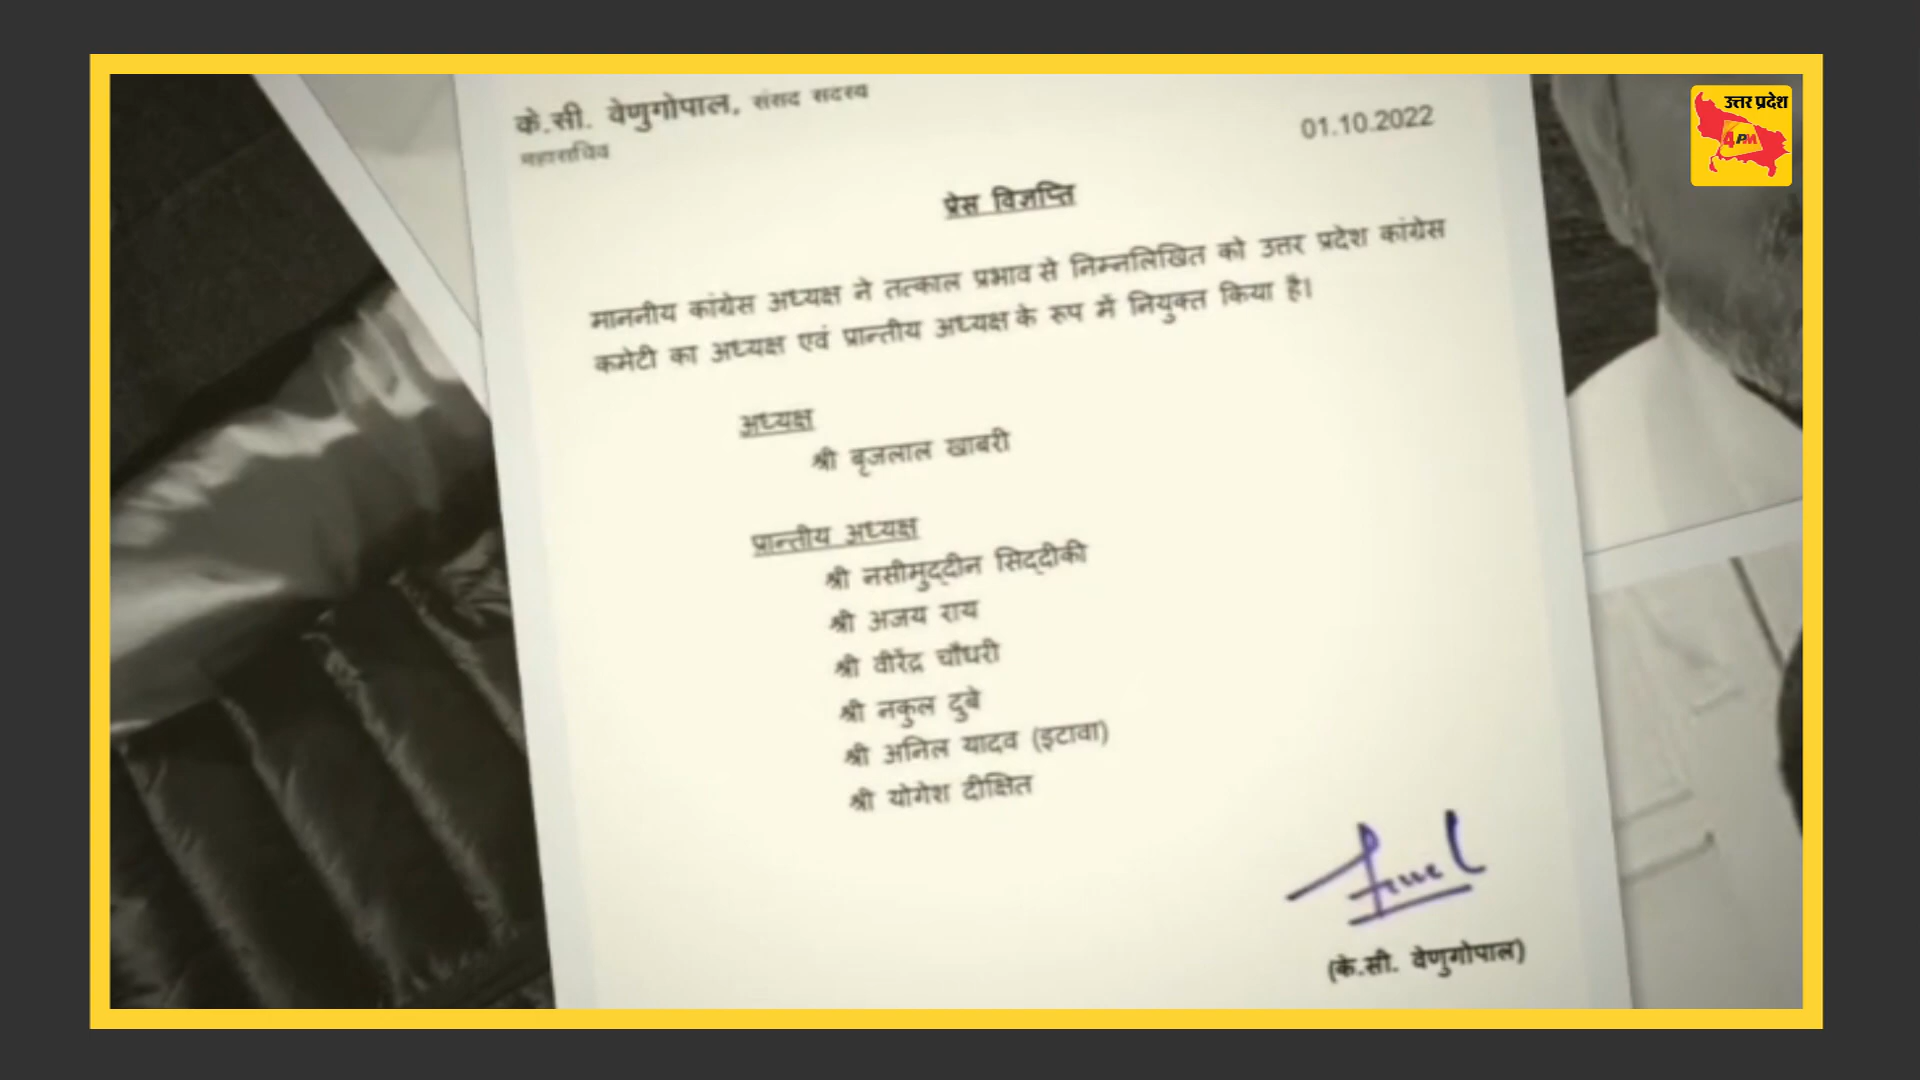 उत्तर प्रदेश
4PM
के.सी. वेणुगोपाल, संसद सदस्य
महासचिव
01.10.2022
प्रेस विज्ञप्ति
माननीय कांग्रेस अध्यक्ष ने तत्काल प्रभाव से निम्नलिखित को उत्तर प्रदेश कांग्रेस
कमेटी का अध्यक्ष एवं प्रान्तीय अध्यक्ष के रूप में नियुक्त किया है।
अध्यक्ष
श्री बृजलाल खाबरी
प्रान्तीय अध्यक्ष
श्री नसीमुद्दीन सिद्दीकी
श्री अजय राय
श्री वीरेंद्र चौधरी
श्री नकुल दुबे
श्री अनिल यादव (इटावा)
श्री योगेश दीक्षित
(के.सी. वेणुगोपाल)